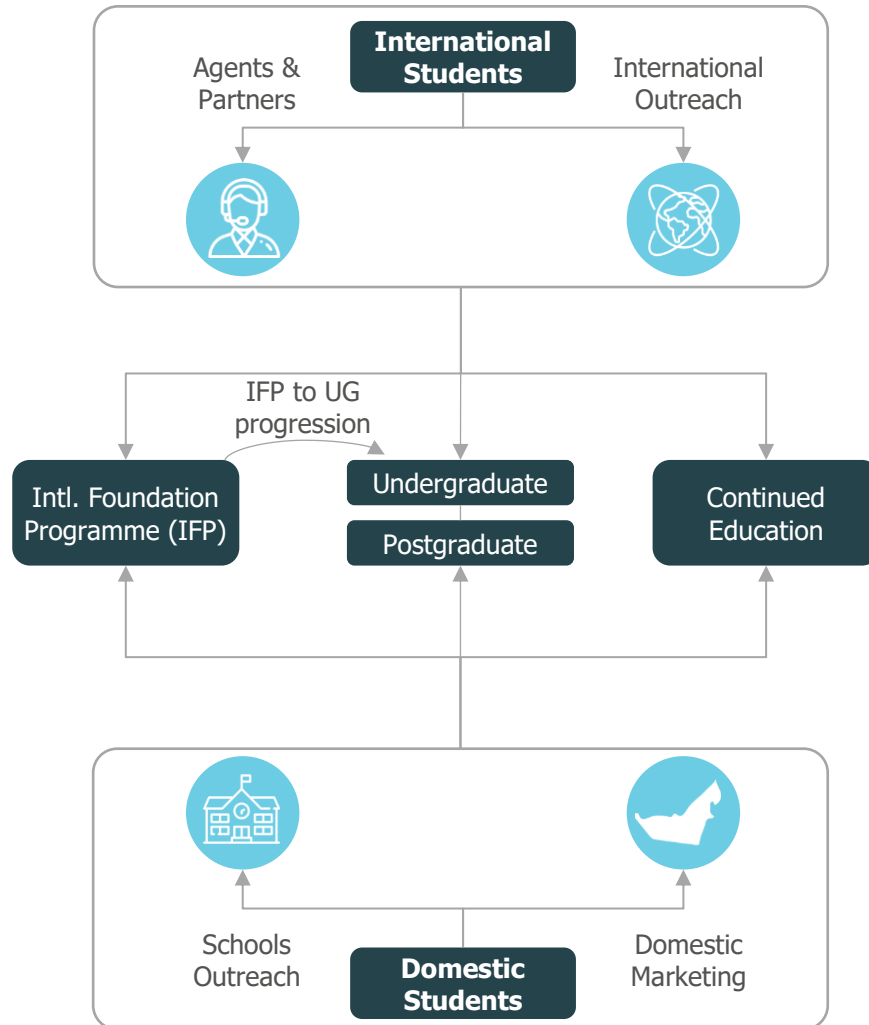 International
Students
Agents &
Partners
International
Outreach
IFP to UG
progression
Intl. Foundation
Programme (IFP)
Undergraduate
Postgraduate
Continued
Education
Schools
Outreach
Domestic
Students
Domestic
Marketing